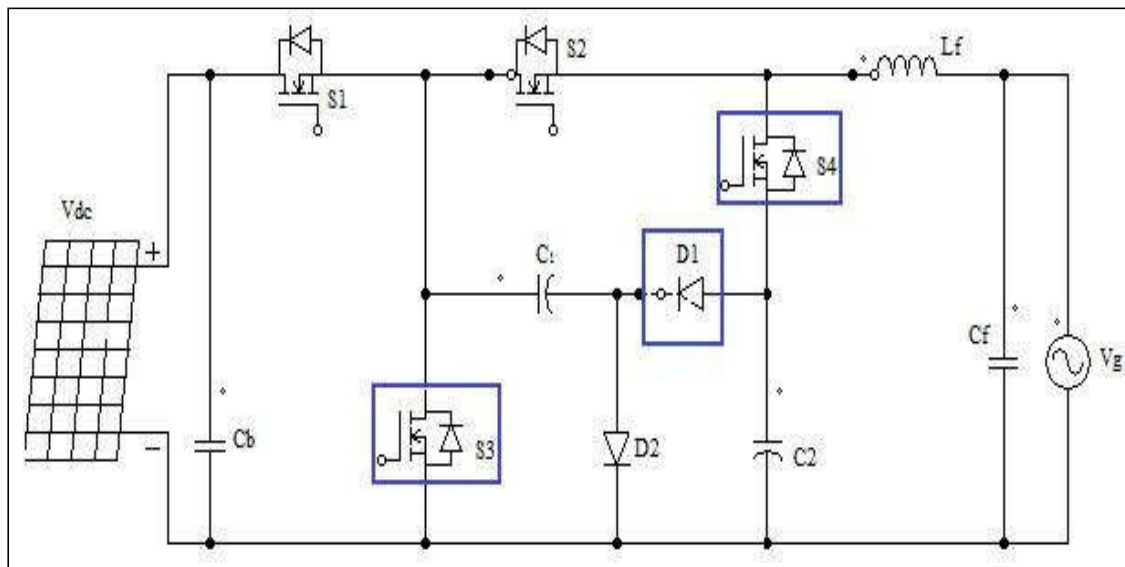 S1
S2
Lf
S4
Vdc
+
C₁
D1
Cf
Vg
Cb
S3
D2
C2
−